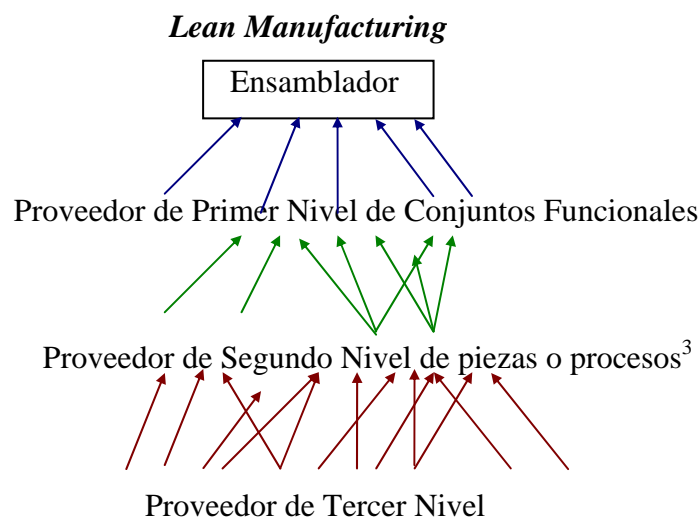 Lean Manufacturing
Ensamblador
Proveedor de Primer Nivel de Conjuntos Funcionales
Proveedor de Segundo Nivel de piezas o procesos³
Proveedor de Tercer Nivel